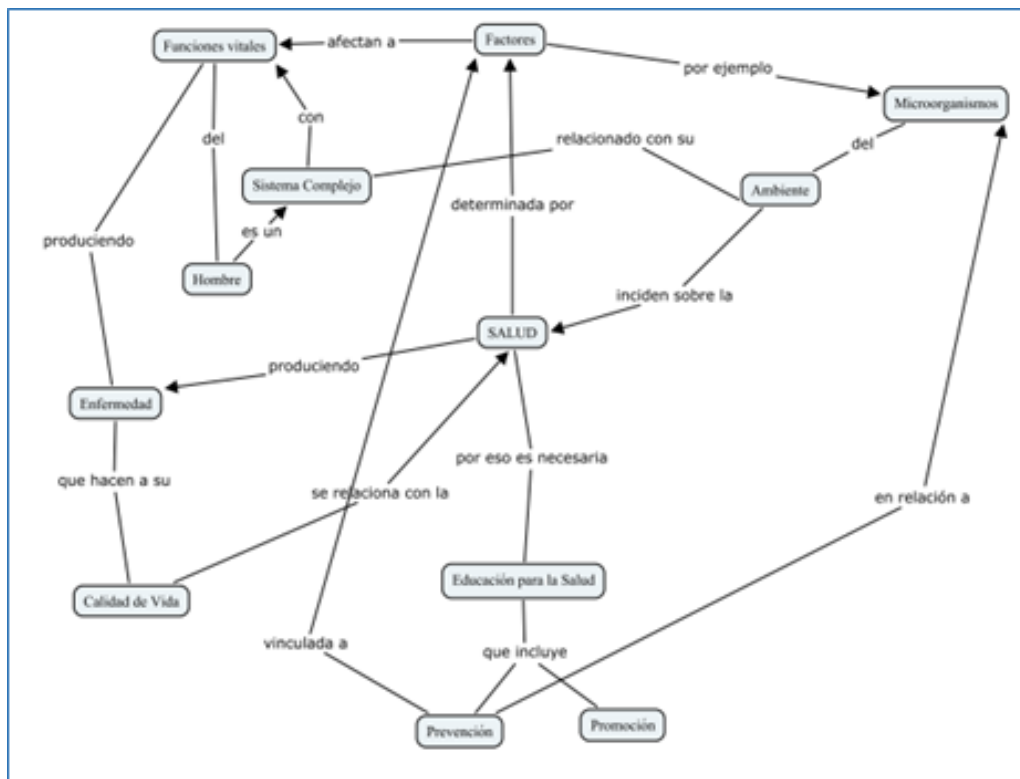 Funciones vitales
afectan a
Factores
por ejemplo
Microorganismos
con
del
relacionado con su
del
Sistema Complejo
Ambiente
determinada por
es un
produciendo
Hombre
inciden sobre la
SALUD
produciendo
Enfermedad
por eso es necesaria
que hacen a su
se relaciona con la
en relación a
Educación para la Salud
Calidad de Vida
vinculada a
que incluye
Prevención
Promoción